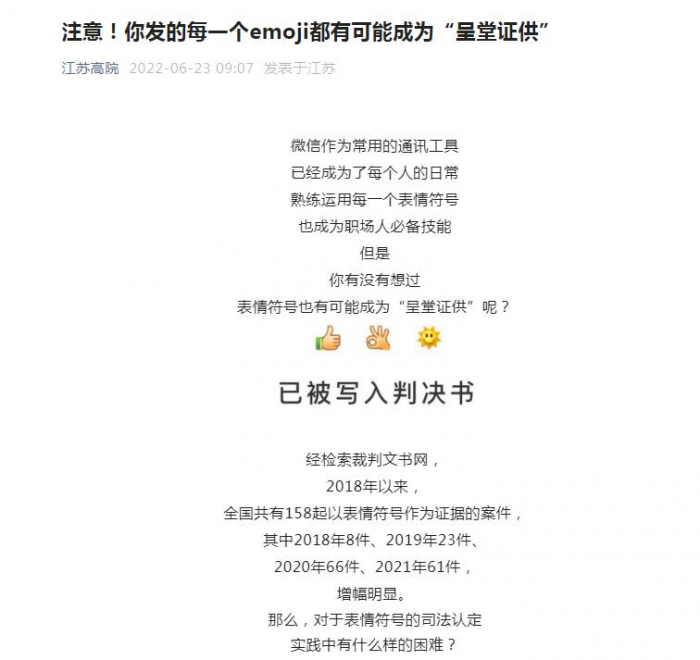 注意！你发的每一个emoji都有可能成为“呈堂证供”
江苏高院 2022-06-23 09:07 发表于江苏
微信作为常用的通讯工具
已经成为了每个人的日常
熟练运用每一个表情符号
也成为职场人必备技能
但是
你有没有想过
表情符号也有可能成为“呈堂证供”呢？
已被写入判决书
经检索裁判文书网，
2018年以来，
全国共有158起以表情符号作为证据的案件，
其中2018年8件、2019年23件、
2020年66件、2021年61件，
增幅明显。
那么，对于表情符号的司法认定
实践中有什么样的困难？